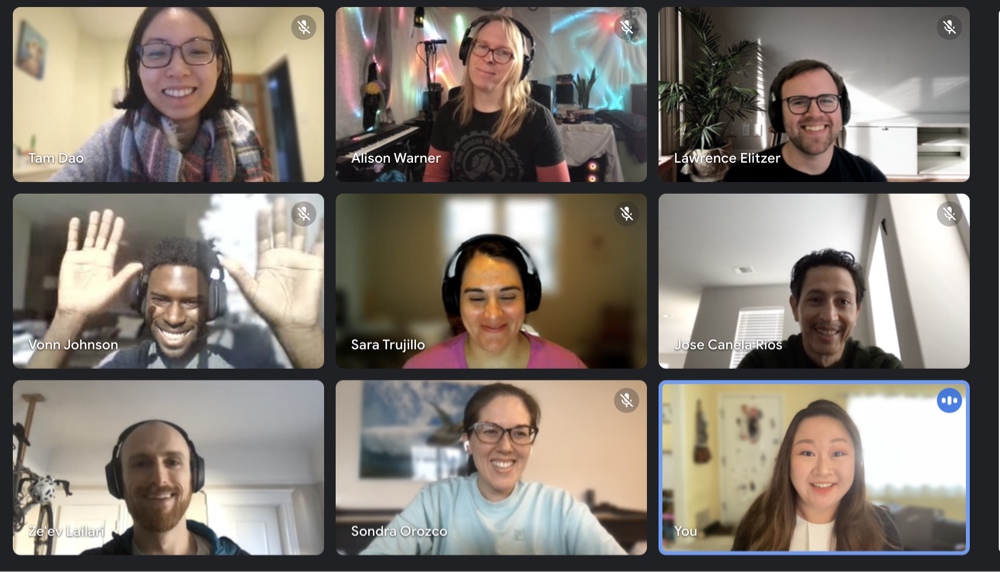 Tam Dao
Alison Warner
Lawrence Elitzer
Vonn Johnson
Sara Trujillo
Jose Canela Rios
Ze'ev Lailari
Sondra Orozco
You